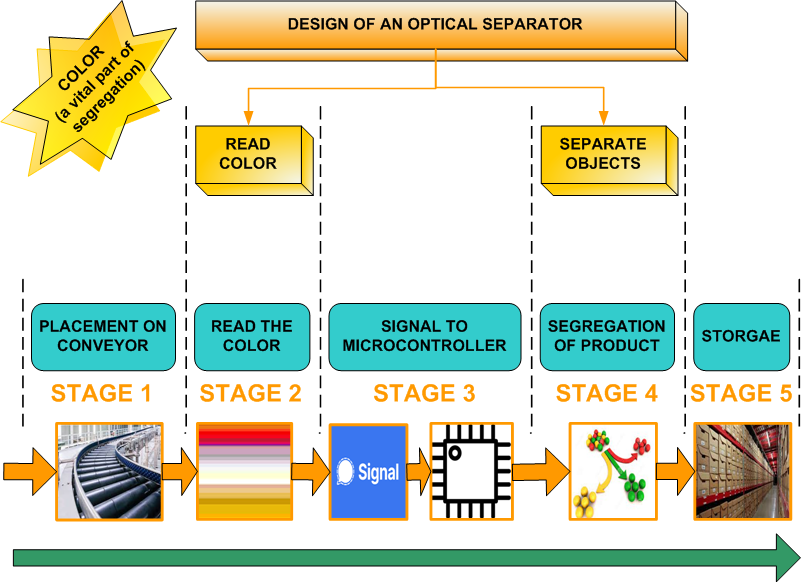 DESIGN OF AN OPTICAL SEPARATOR
COLOR
(a vital part of
segregation)
READ
COLOR
SEPARATE
OBJECTS
PLACEMENT ON
CONVEYOR
READ THE
COLOR
SIGNAL TO
MICROCONTROLLER
SEGREGATION
OF PRODUCT
STORGAE
STAGE 1
STAGE 2
STAGE 3
STAGE 4
STAGE 5
Signal